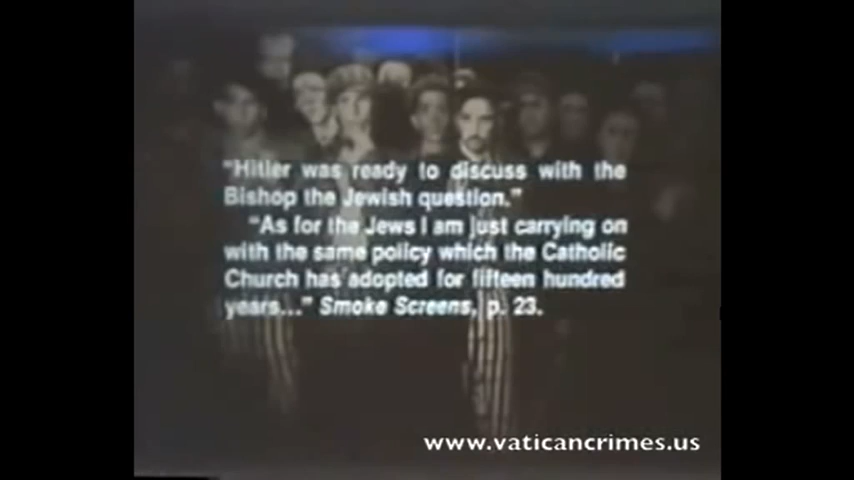 "Hitler was ready to discuss with the
Bishop the Jewish question."
"As for the Jews I am just carrying on
with the same policy which the Catholic
Church has adopted for fifteen hundred
years..." Smoke Screens, p. 23.
www.vaticancrimes.us